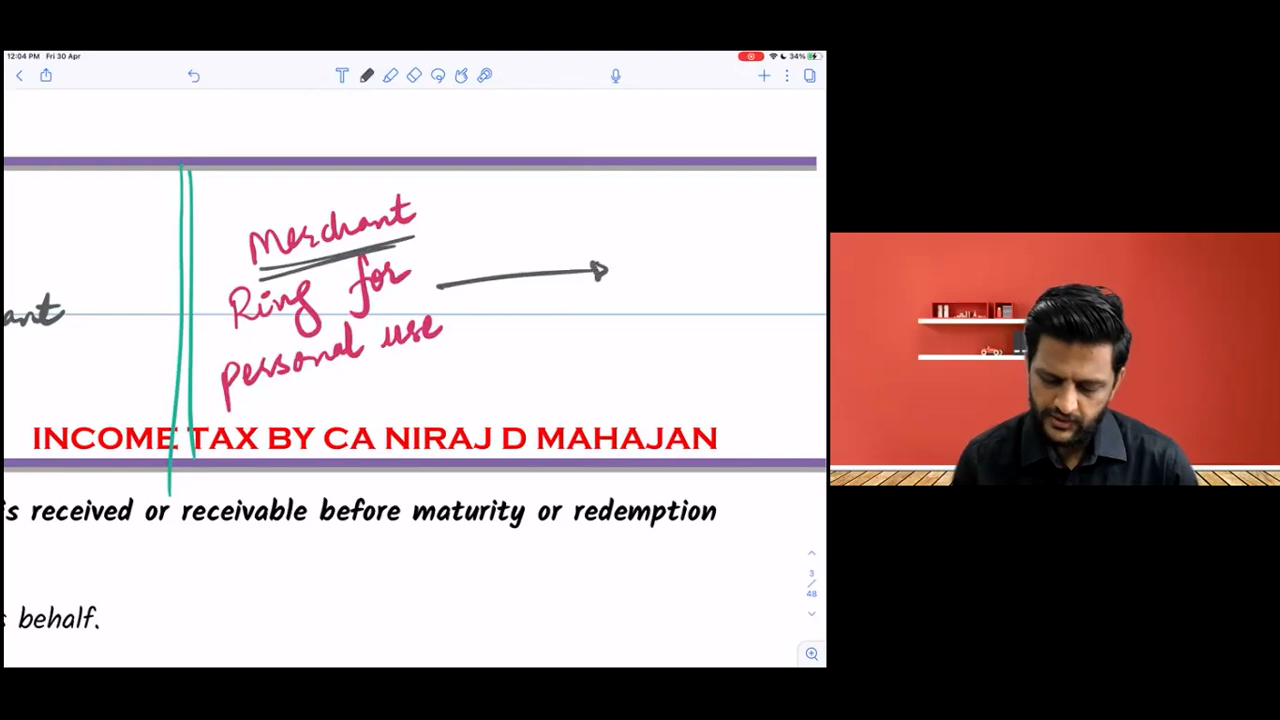 12:04 PM Fri 30 Apr
34%
T
Merchant
Ring for
personal use
ant
INCOME TAX BY CA NIRAJ D MAHAJAN
is received or receivable before maturity or redemption
3
48
s behalf.